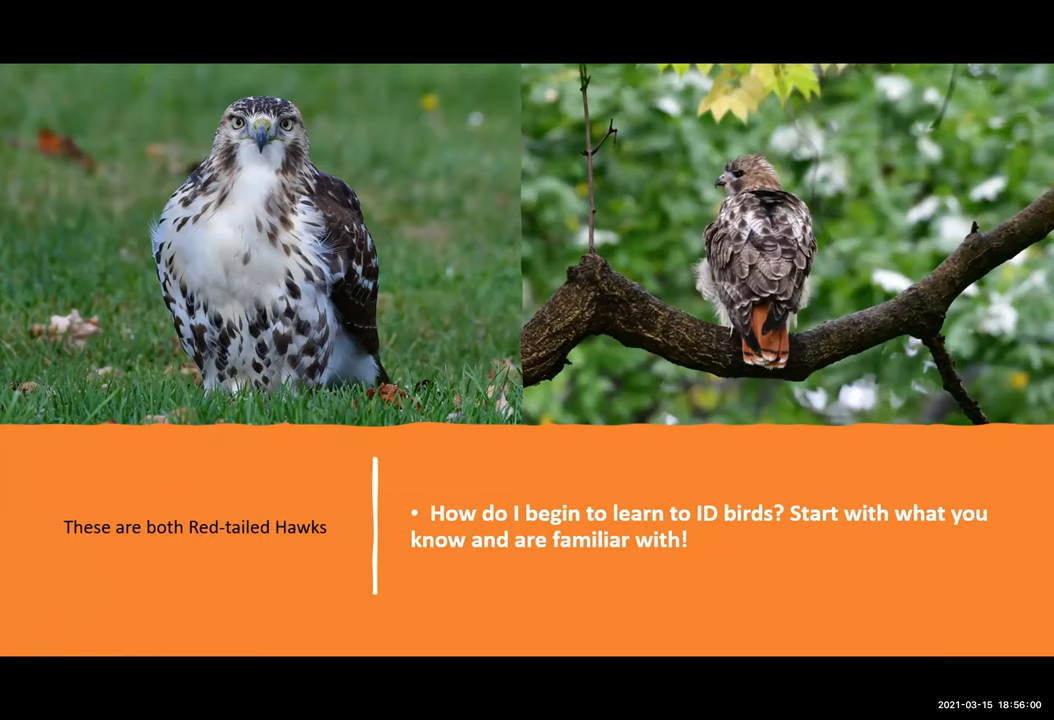 These are both Red-tailed Hawks
• How do I begin to learn to ID birds? Start with what you
know and are familiar with!
2021-03-15 18:56:00